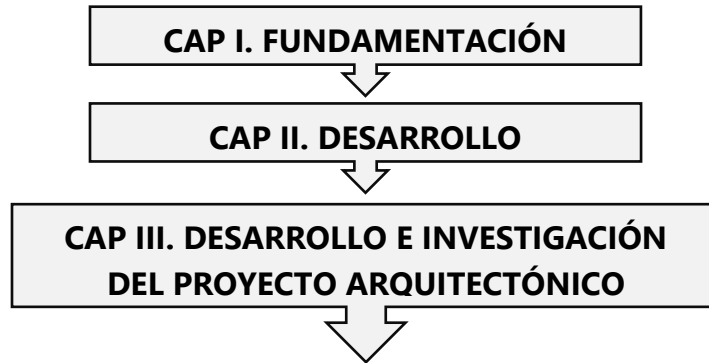 CAP I. FUNDAMENTACIÓN
CAP II. DESARROLLO
CAP III. DESARROLLO E INVESTIGACIÓN
DEL PROYECTO ARQUITECTÓNICO